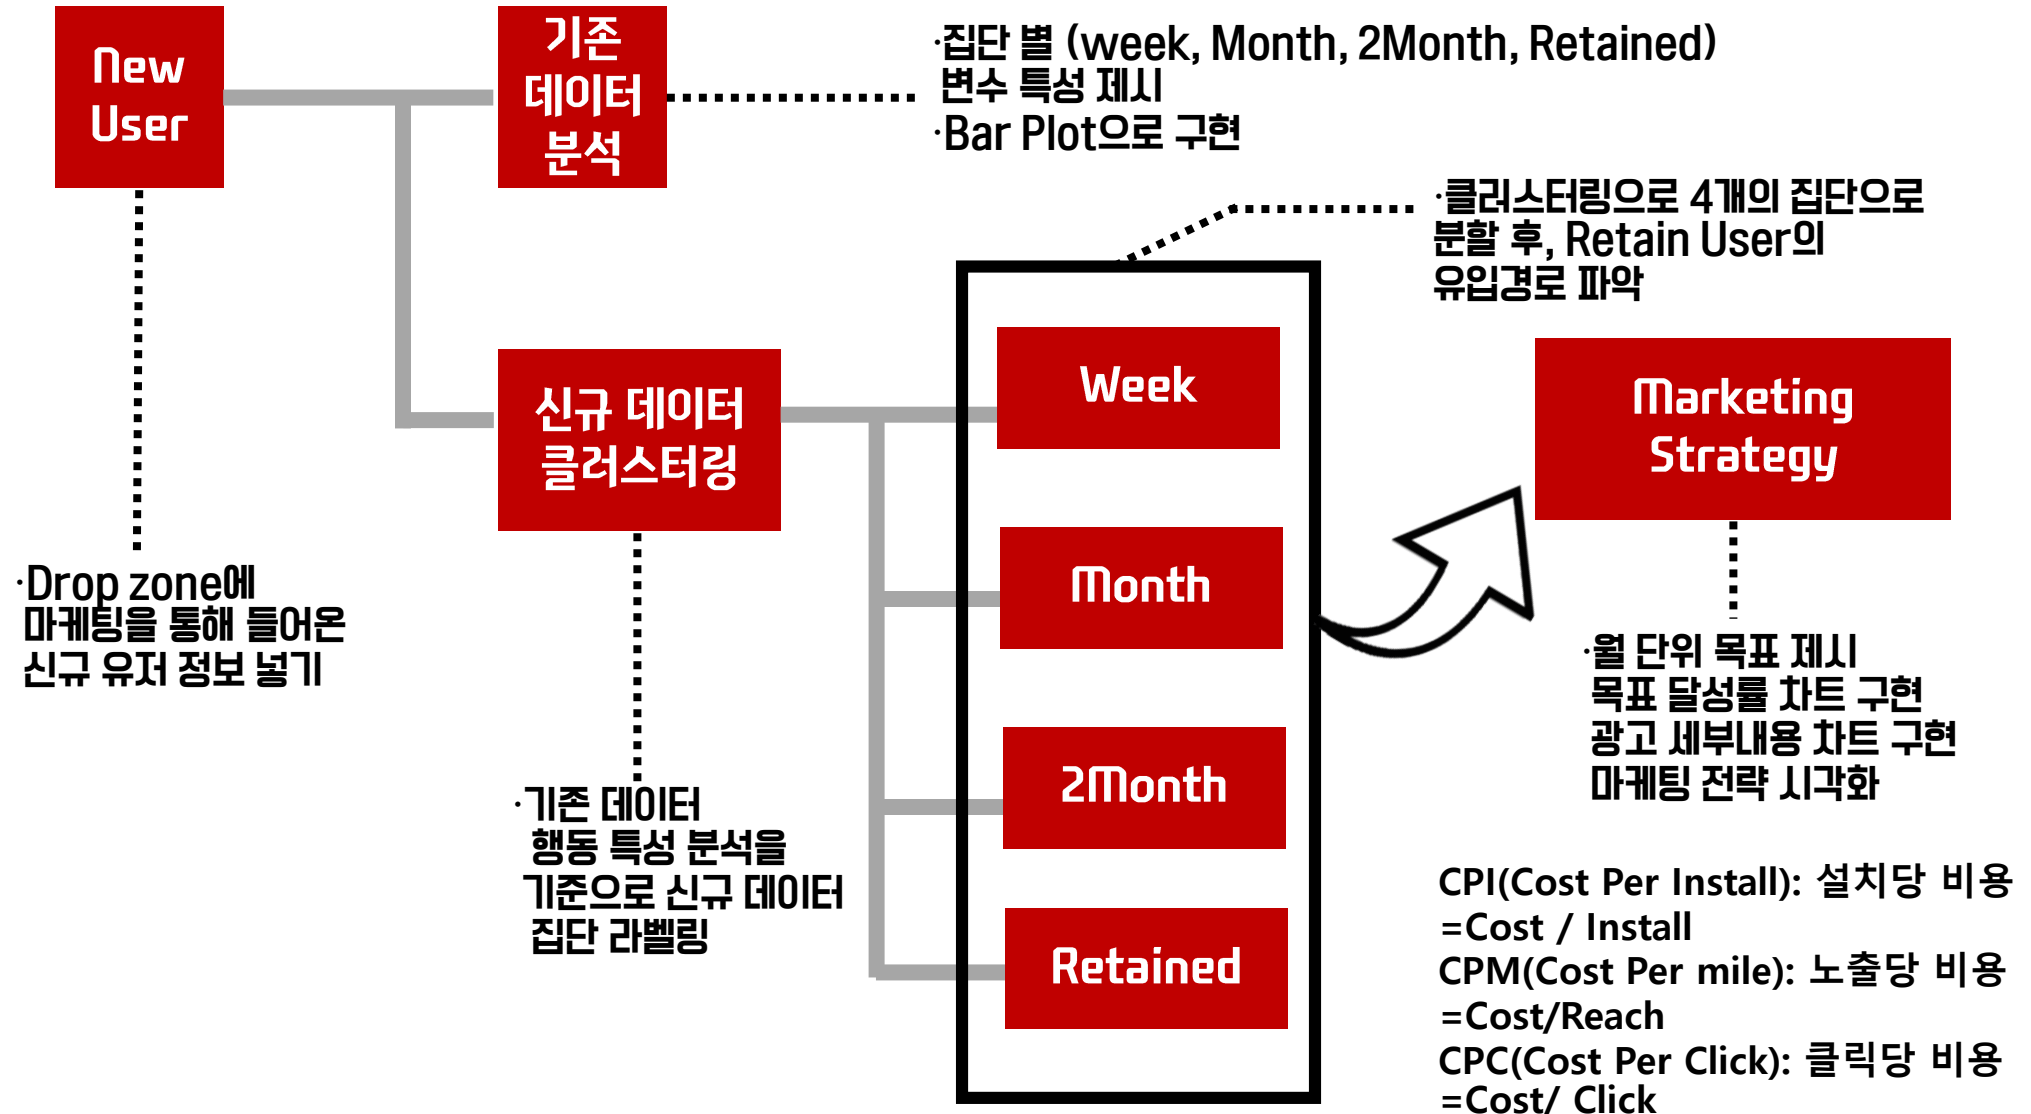 New
User
기존
데이터
분석
·집단 별 (week, Month, 2Month, Retained)
변수 특성 제시
·Bar Plot으로 구현
·클러스터링으로 4개의 집단으로
분할 후, Retain User의
유입경로 파악
신규 데이터
클러스터링
Week
Month
2Month
Retained
Marketing
Strategy
·Drop zone에
마케팅을 통해 들어온
신규 유저 정보 넣기
·기존 데이터
행동 특성 분석을
기준으로 신규 데이터
집단 라벨링
·월 단위 목표 제시
목표 달성률 차트 구현
광고 세부내용 차트 구현
마케팅 전략 시각화
CPI(Cost Per Install): 설치당 비용
=Cost / Install
CPM(Cost Per mile): 노출당 비용
=Cost/Reach
CPC(Cost Per Click): 클릭당 비용
=Cost/ Click